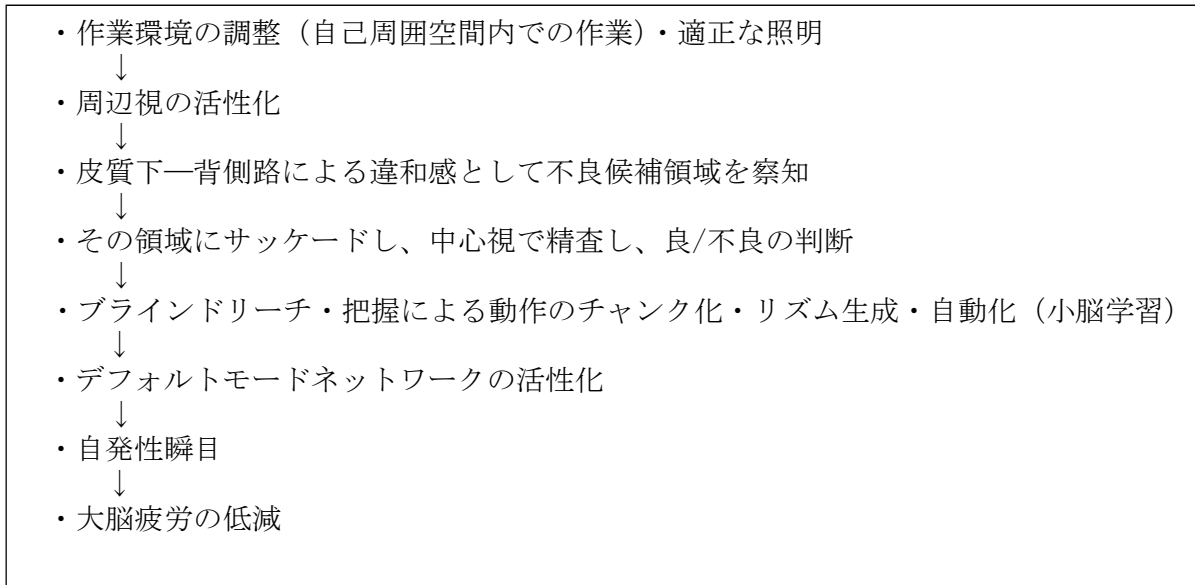 ・作業環境の調整（自己周囲空間内での作業）・適正な照明
↓
・周辺視の活性化
↓
・皮質下―背側路による違和感として不良候補領域を察知
↓
・その領域にサッケードし、中心視で精査し、良/不良の判断
↓
・ブラインドリーチ・把握による動作のチャンク化・リズム生成・自動化（小脳学習）
↓
・デフォルトモードネットワークの活性化
↓
・自発性瞬目
↓
・大脳疲労の低減